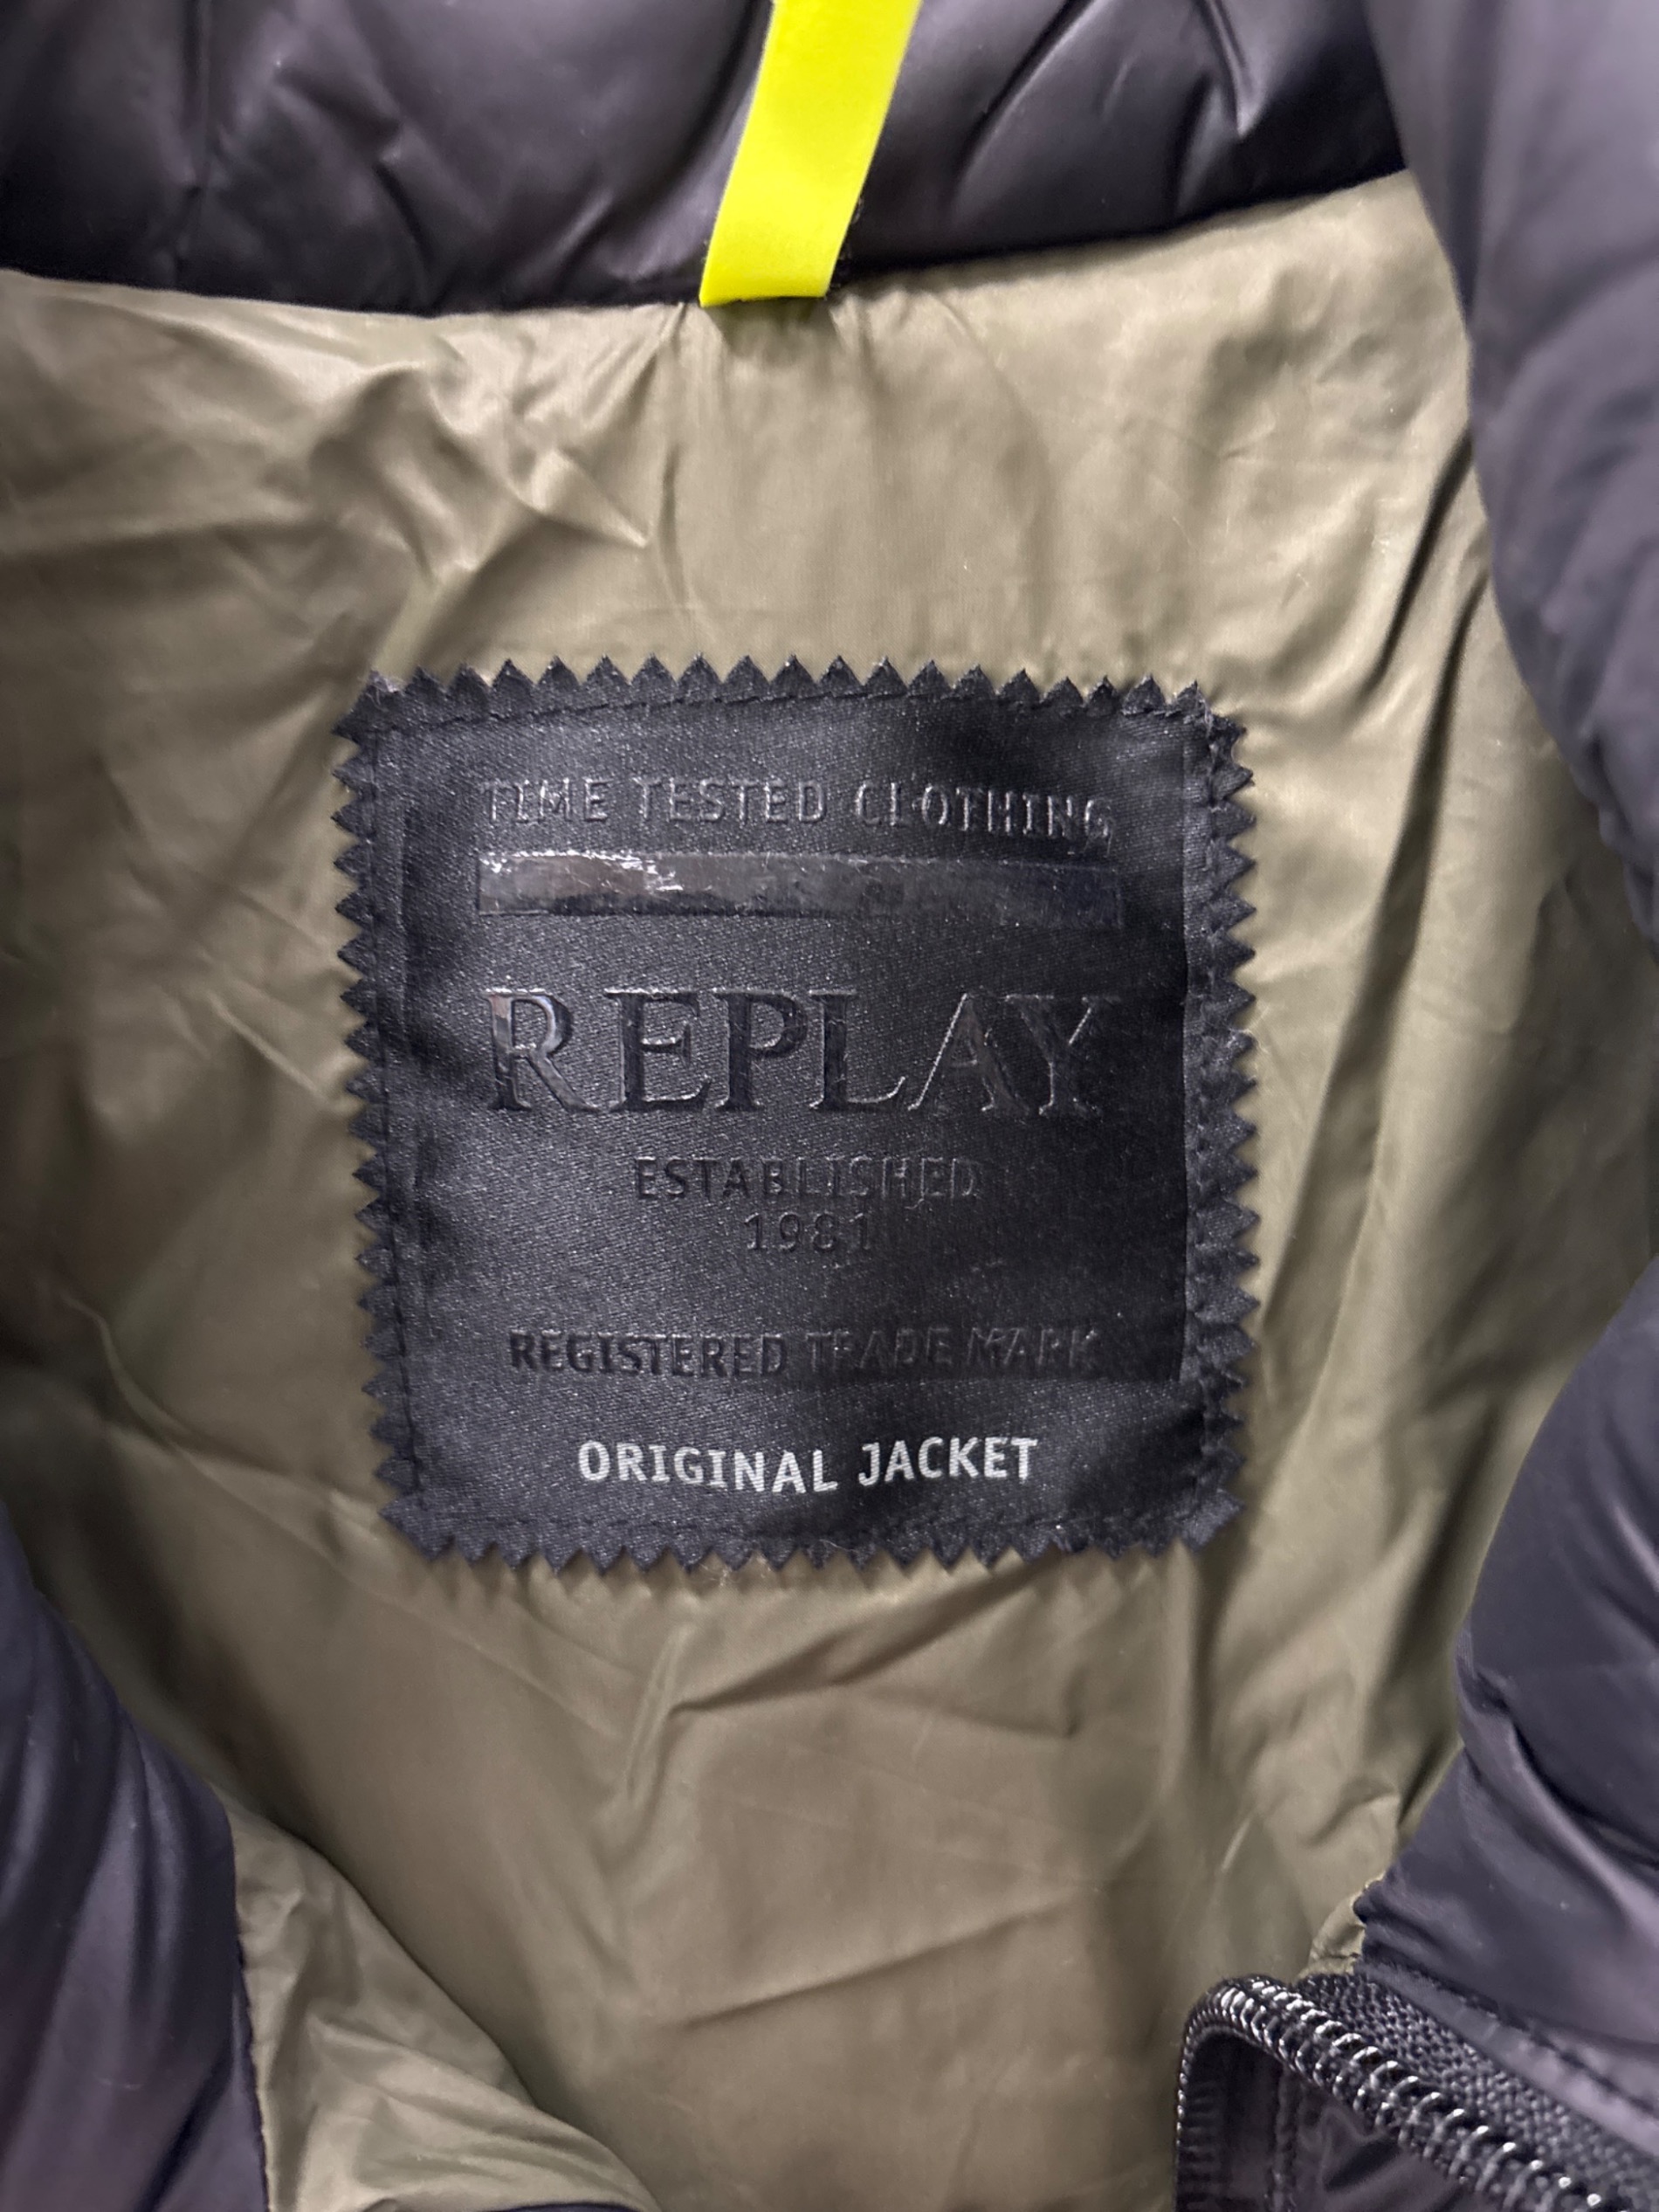 TIME TESTED CLOTHING
REPLAY
ESTABLISHED
1981
REGISTERED TRADE MARK
ORIGINAL JACKET